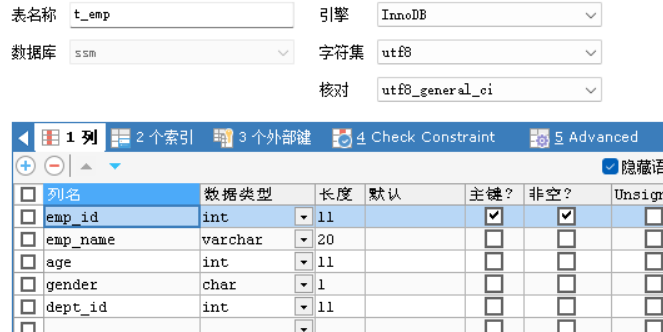 表名称 t_emp 引擎 InnoDB
数据库 ssm 字符集 utf8
核对 utf8_general_ci
1 列 2 个索引 3 个外部键 4 Check Constraint 5 Advanced
隐藏语
列名 数据类型 长度 默认 主键? 非空? Unsign
emp_id int 11
emp_name varchar 20
age int 11
gender char 1
dept_id int 11